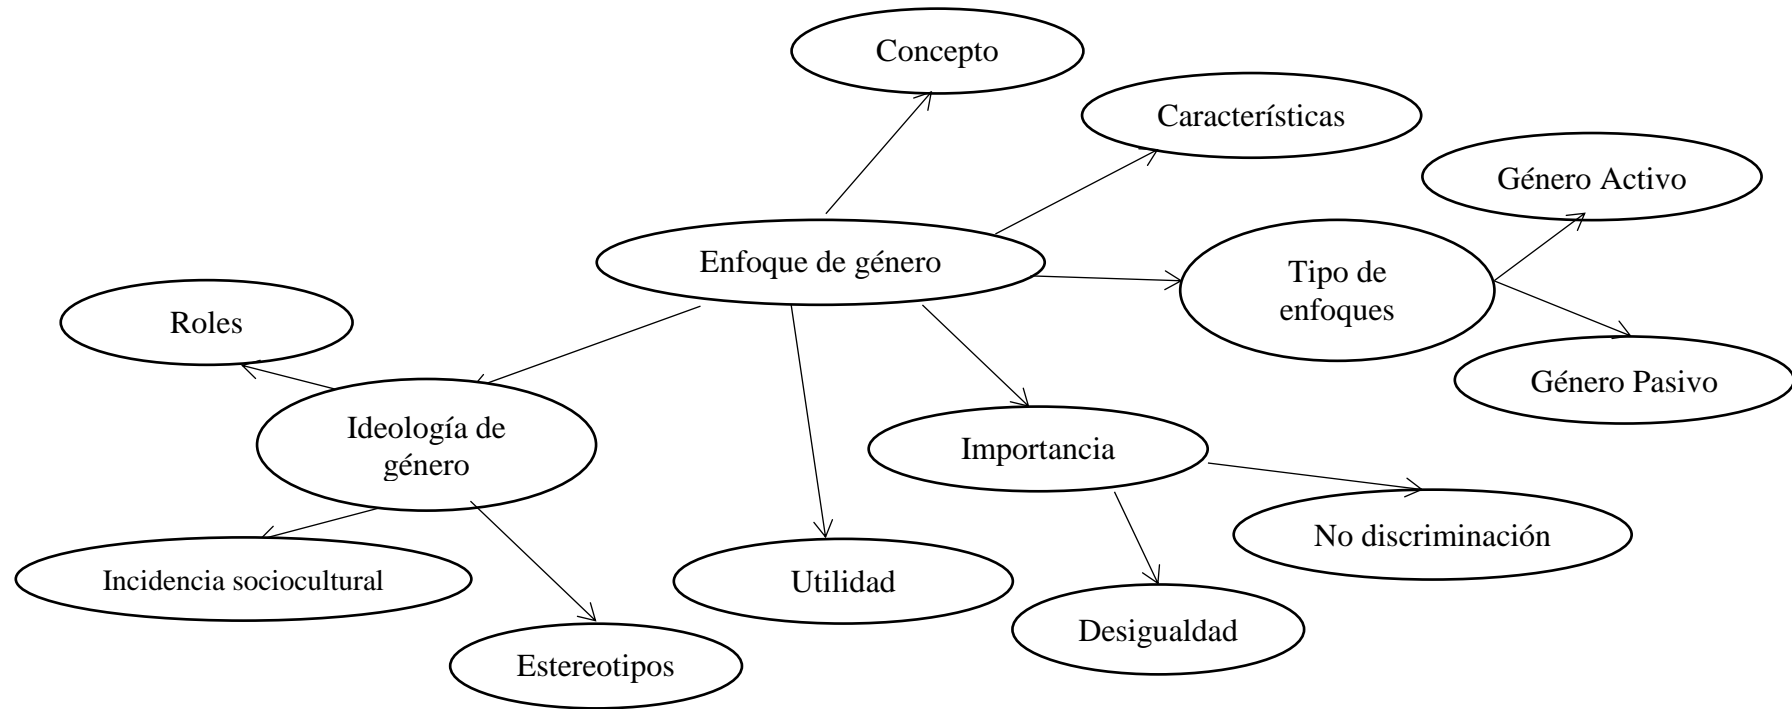 Concepto
Característícas
Género Activo
Enfoque de género
Tipo de
enfoques
Roles
Género Pasivo
Ideología de
género
Importancia
No discriminación
Incidencia sociocultural
Utilidad
Desigualdad
Estereotipos